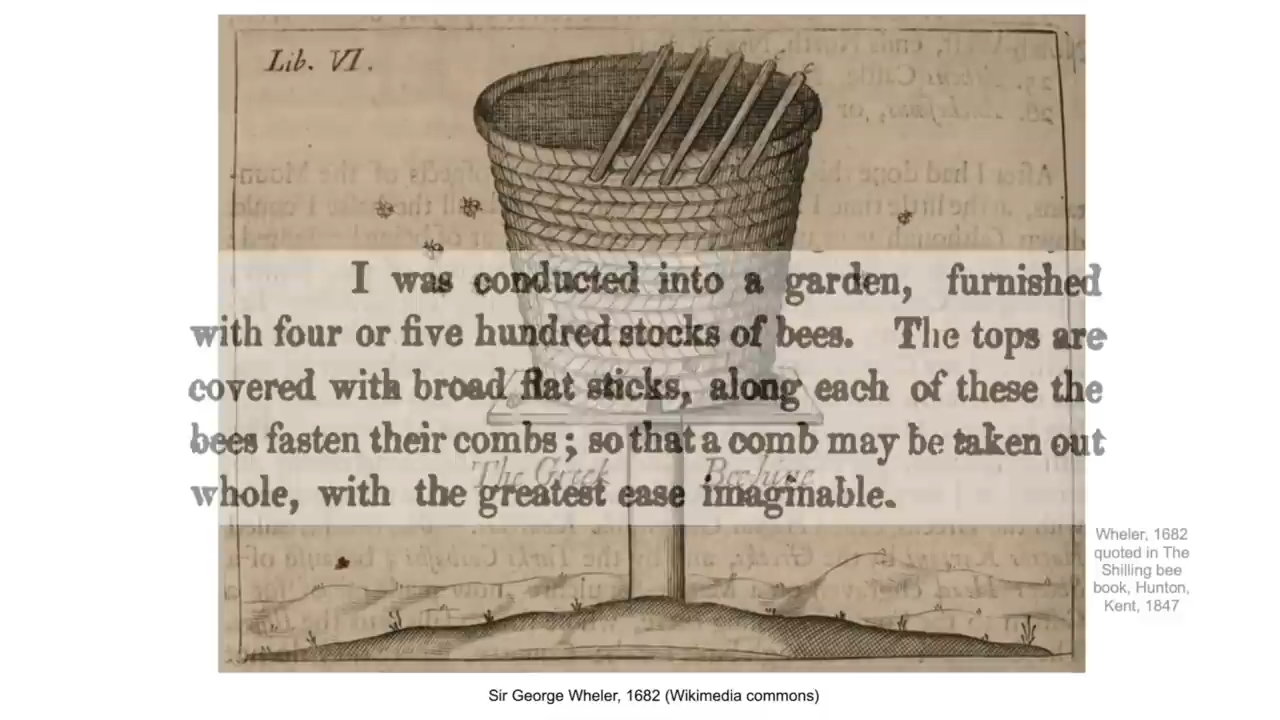 Lib. VI.
I was conducted into a garden, furnished
with four or five hundred stocks of bees. The tops are
covered with broad flat sticks, along each of these the
bees fasten their combs; so that a comb may be taken out
whole, with the greatest ease imaginable.
The Greek Bee-hive
Wheler, 1682
quoted in The
Shilling bee
book, Hunton,
Kent, 1847
Sir George Wheler, 1682 (Wikimedia commons)